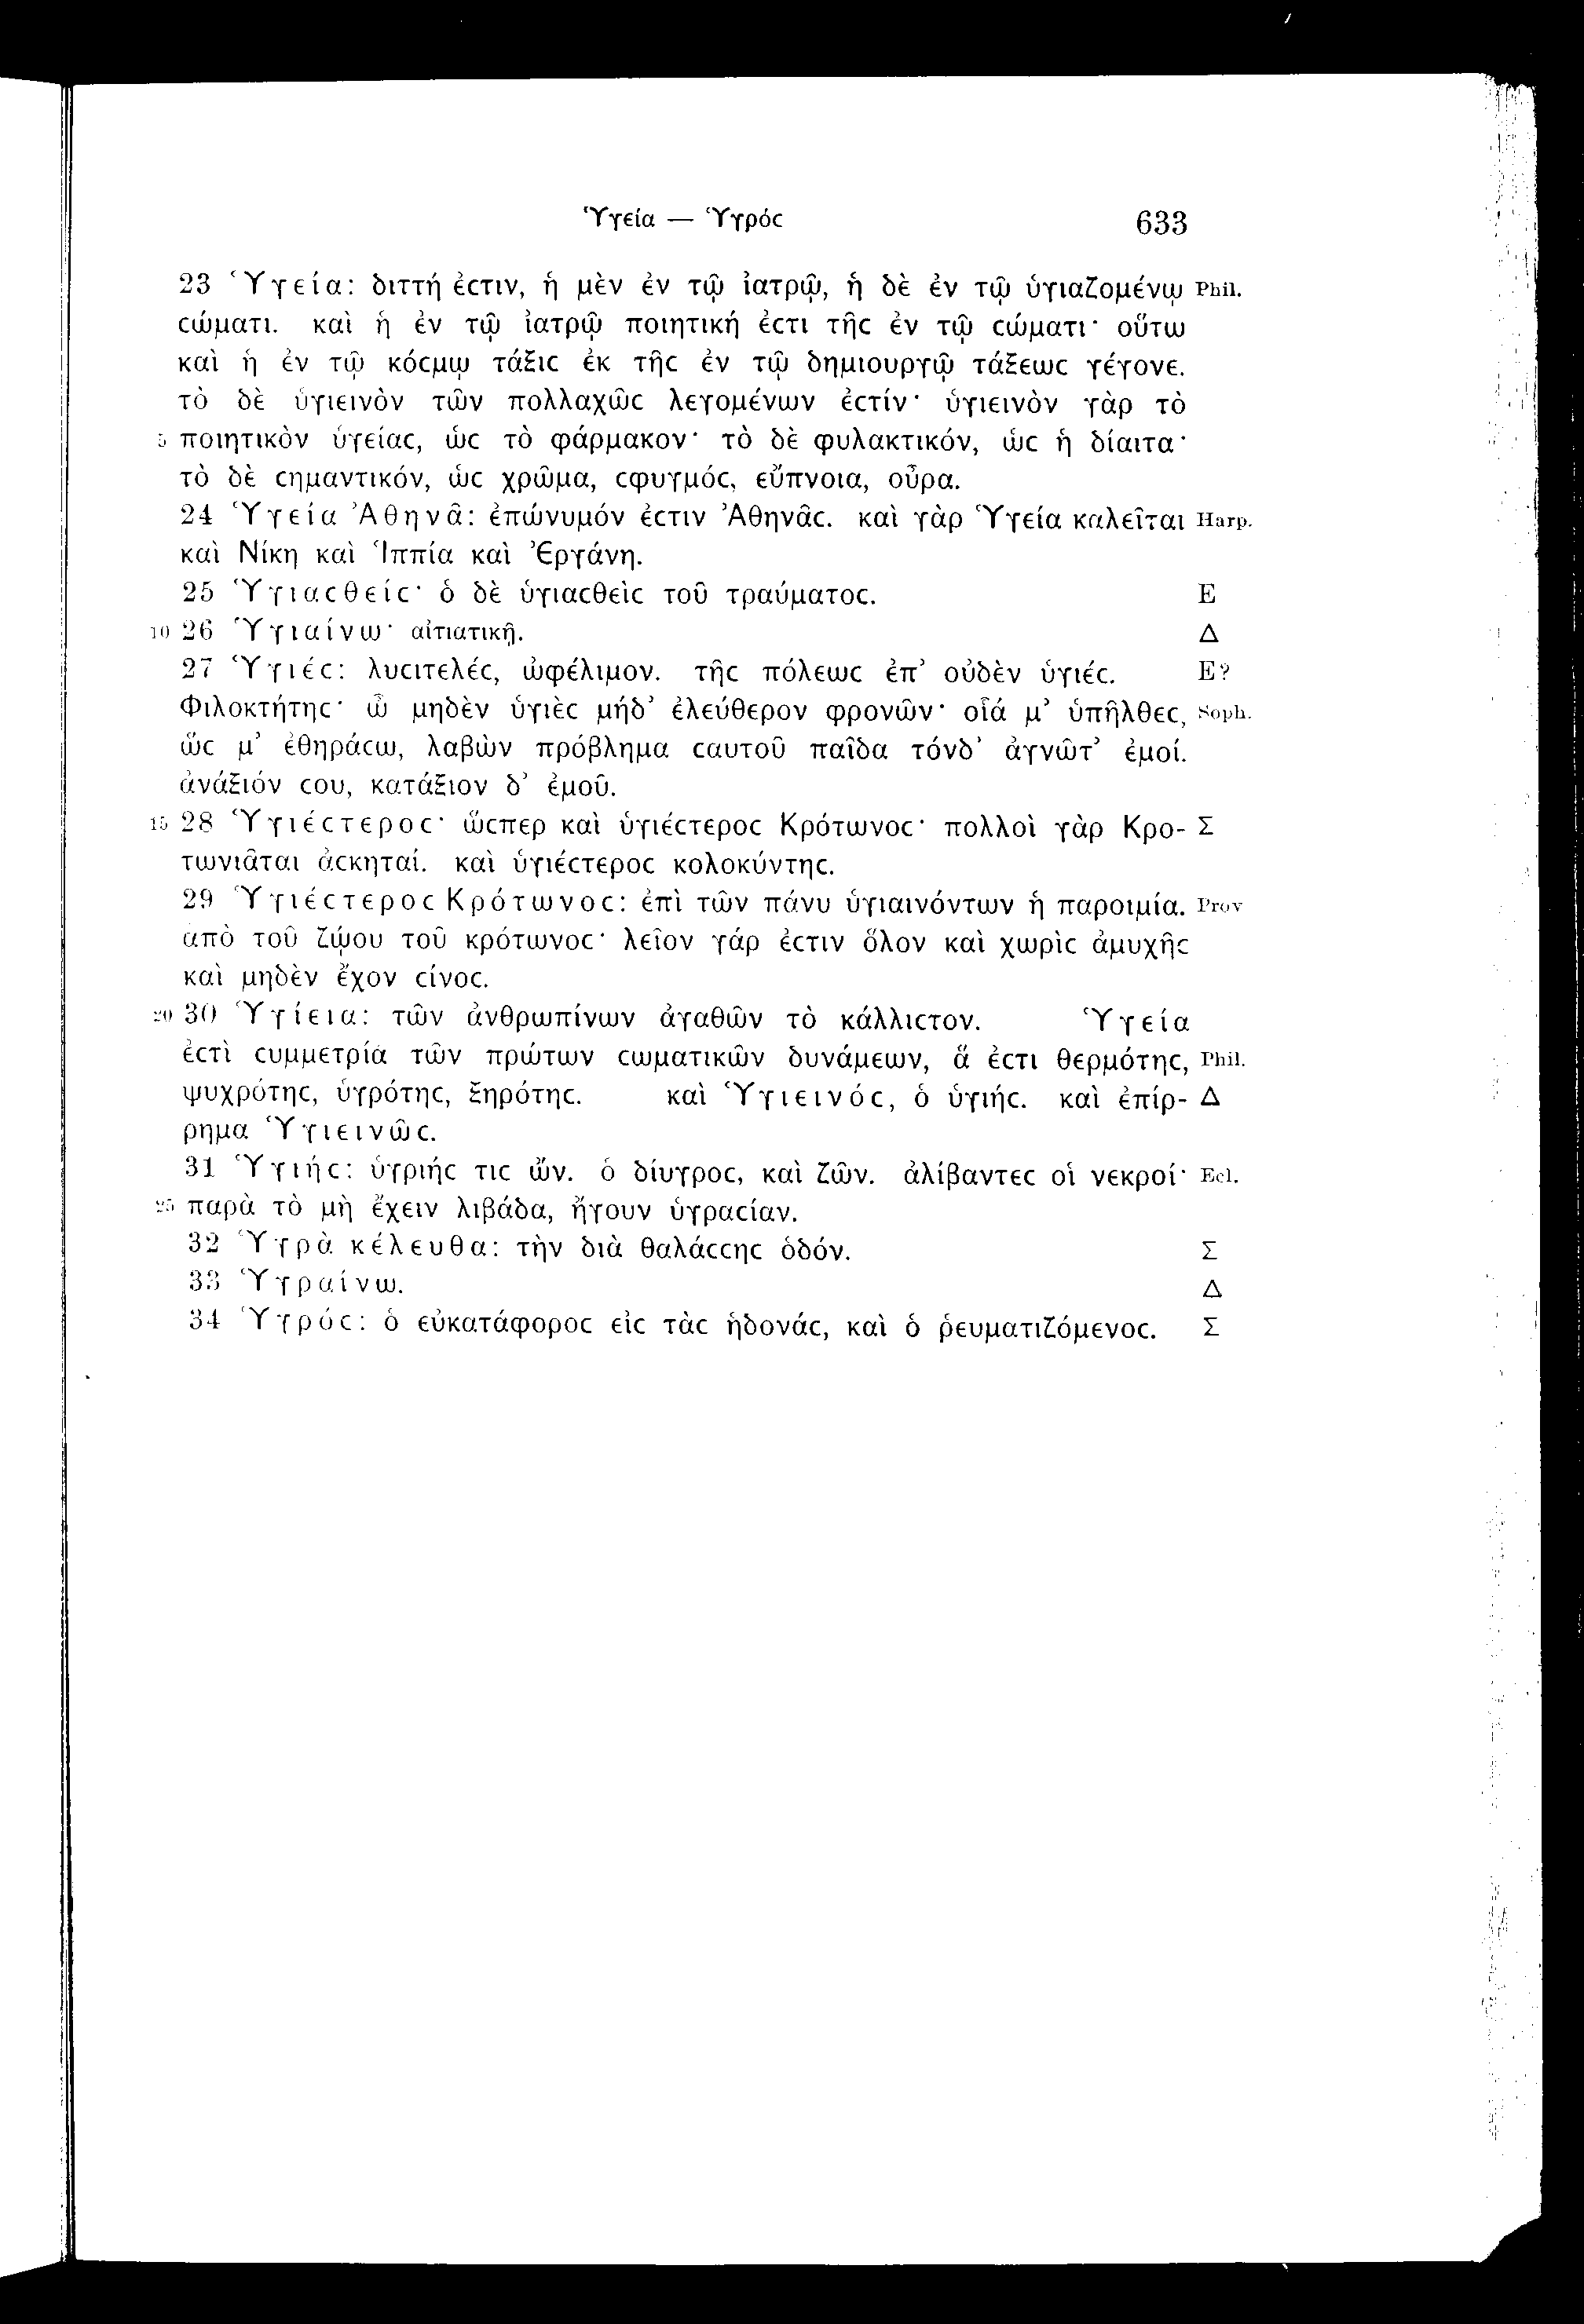 Ὑγεία — Ὑγρόϲ 633
23 Ὑγεία: διττή ἐϲτιν, ἡ μὲν ἐν τῷ ἰατρῷ, ἡ δὲ ἐν τῷ ὑγιαζομένῳ Phil.
ϲώματι. καὶ ἡ ἐν τῷ ἰατρῷ ποιητική ἐϲτι τῆϲ ἐν τῷ ϲώματι· οὕτω
καὶ ἡ ἐν τῷ κόϲμῳ τάξιϲ ἐκ τῆϲ ἐν τῷ δημιουργῷ τάξεωϲ γέγονε.
τὸ δὲ ὑγιεινὸν τῶν πολλαχῶϲ λεγομένων ἐϲτίν· ὑγιεινὸν γὰρ τὸ
5 ποιητικὸν ὑγείαϲ, ὡϲ τὸ φάρμακον· τὸ δὲ φυλακτικόν, ὡϲ ἡ δίαιτα·
τὸ δὲ ϲημαντικόν, ὡϲ χρῶμα, ϲφυγμόϲ, εὔπνοια, οὖρα.
24 Ὑγεία Ἀθηνᾶ: ἐπώνυμόν ἐϲτιν Ἀθηνᾶϲ. καὶ γὰρ Ὑγεία καλεῖται Harp.
καὶ Νίκη καὶ Ἱππία καὶ Ἐργάνη.
25 Ὑγιαϲθείϲ· ὁ δὲ ὑγιαϲθεὶϲ τοῦ τραύματοϲ. E
10 26 Ὑγιαίνω· αἰτιατικῇ. Δ
27 Ὑγιέϲ: λυϲιτελέϲ, ὠφέλιμον. τῆϲ πόλεωϲ ἐπ’ οὐδὲν ὑγιέϲ. E?
Φιλοκτήτηϲ· ὦ μηδὲν ὑγιὲϲ μήδ’ ἐλεύθερον φρονῶν· οἷά μ’ ὑπῆλθεϲ, Soph.
ὥϲ μ’ ἐθηράϲω, λαβὼν πρόβλημα ϲαυτοῦ παῖδα τόνδ’ ἀγνῶτ’ ἐμοί.
ἀνάξιόν ϲου, κατάξιον δ’ ἐμοῦ.
15 28 Ὑγιέϲτεροϲ· ὥϲπερ καὶ ὑγιέϲτεροϲ Κρότωνοϲ· πολλοὶ γὰρ Κρο- Σ
τωνιᾶται ἀϲκηταί. καὶ ὑγιέϲτεροϲ κολοκύντηϲ.
29 Ὑγιέϲτεροϲ Κρότωνοϲ: ἐπὶ τῶν πάνυ ὑγιαινόντων ἡ παροιμία. Prov
ἀπὸ τοῦ ζῴου τοῦ κρότωνοϲ· λεῖον γάρ ἐϲτιν ὅλον καὶ χωρὶϲ ἀμυχῆϲ
καὶ μηδὲν ἔχον ϲίνοϲ.
20 30 Ὑγίεια: τῶν ἀνθρωπίνων ἀγαθῶν τὸ κάλλιϲτον. Ὑγεία
ἐϲτὶ ϲυμμετρία τῶν πρώτων ϲωματικῶν δυνάμεων, ἅ ἐϲτι θερμότηϲ, Phil.
ψυχρότηϲ, ὑγρότηϲ, ξηρότηϲ. καὶ Ὑγιεινόϲ, ὁ ὑγιήϲ. καὶ ἐπίρ- Δ
ρημα Ὑγιεινῶϲ.
31 Ὑγιήϲ: ὑγριήϲ τιϲ ὤν. ὁ δίυγροϲ, καὶ ζῶν. ἀλίβαντεϲ οἱ νεκροί· Ecl.
25 παρὰ τὸ μὴ ἔχειν λιβάδα, ἤγουν ὑγραϲίαν.
32 Ὑγρὰ κέλευθα: τὴν διὰ θαλάϲϲηϲ ὁδόν. Σ
33 Ὑγραίνω. Δ
34 Ὑγρόϲ: ὁ εὐκατάφοροϲ εἰϲ τὰϲ ἡδονάϲ, καὶ ὁ ῥευματιζόμενοϲ. Σ